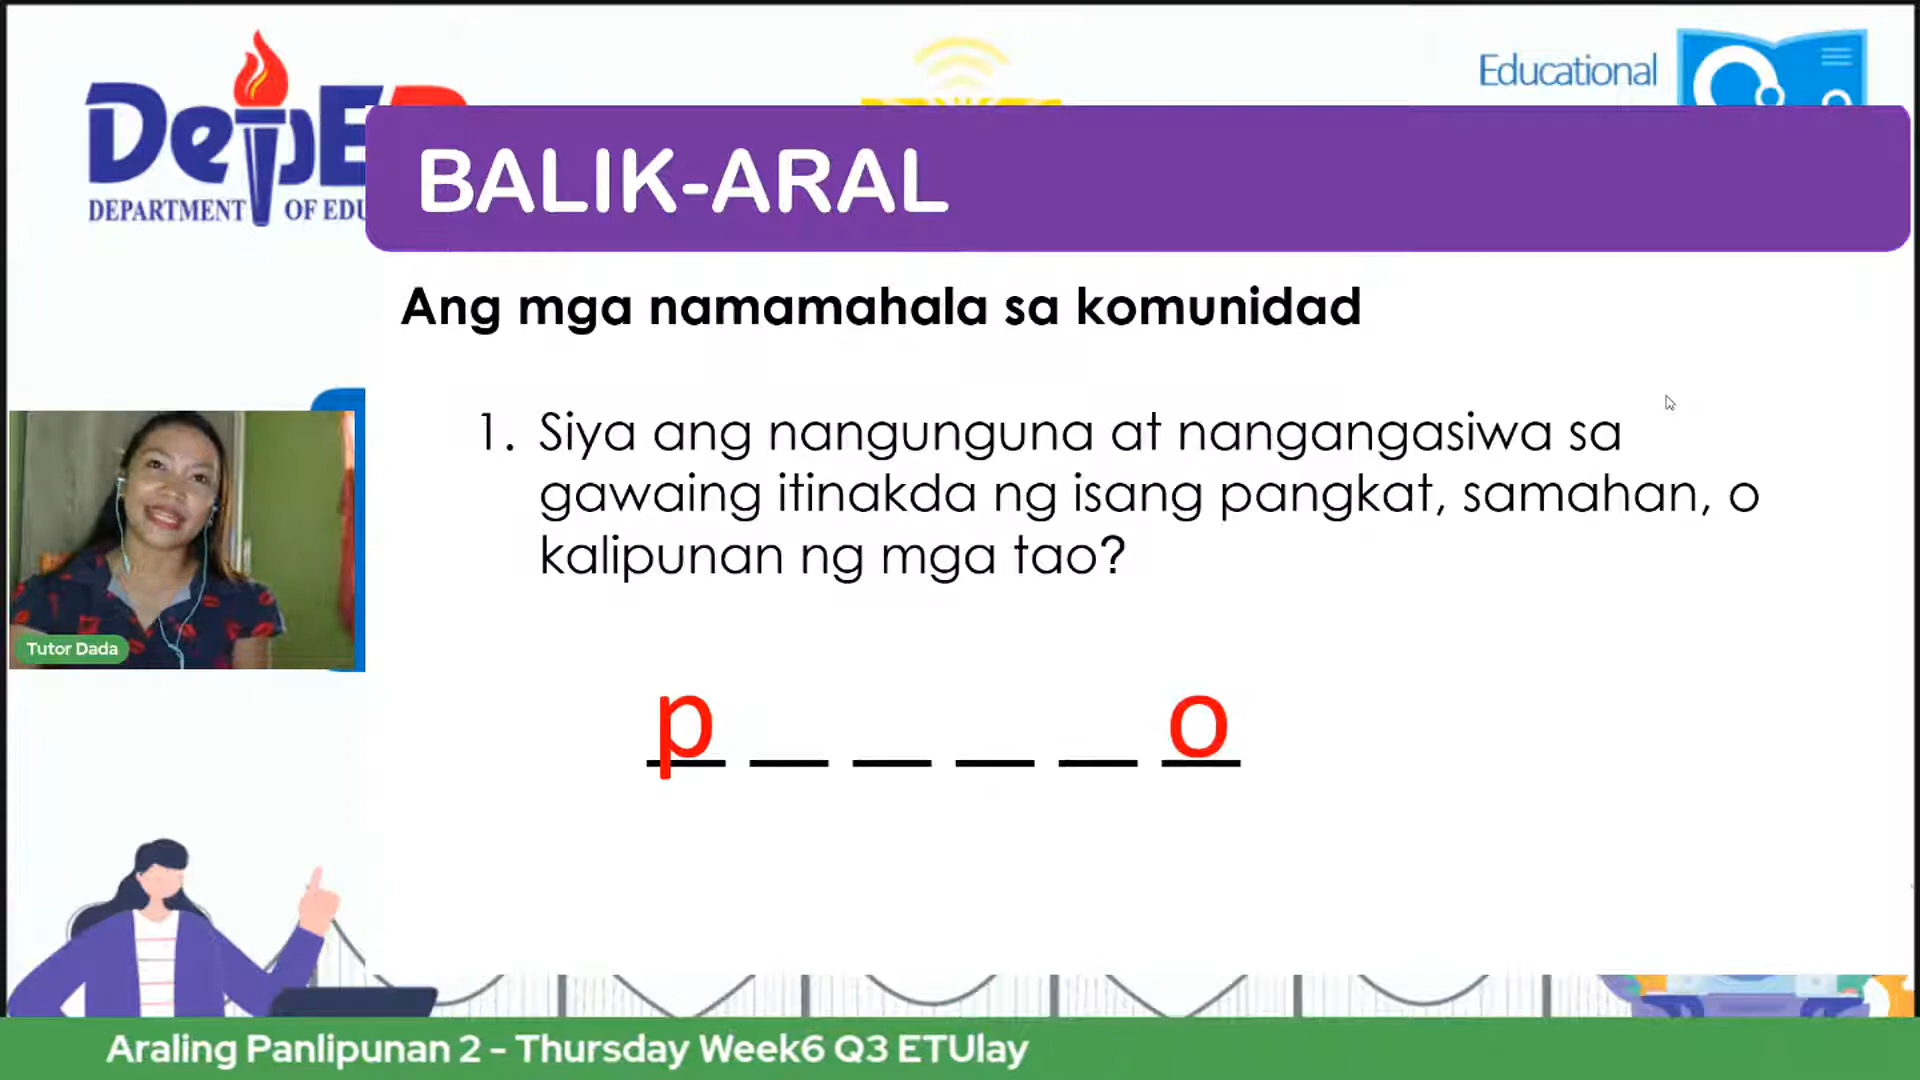 DepE
DEPARTMENT OF EDU
Educational
BALIK-ARAL
Ang mga namamahala sa komunidad
1. Siya ang nangunguna at nangangasiwa sa
gawaing itinakda ng isang pangkat, samahan, o
kalipunan ng mga tao?
Tutor Dada
p _ _ _ _ o
Araling Panlipunan 2 - Thursday Week6 Q3 ETUlay